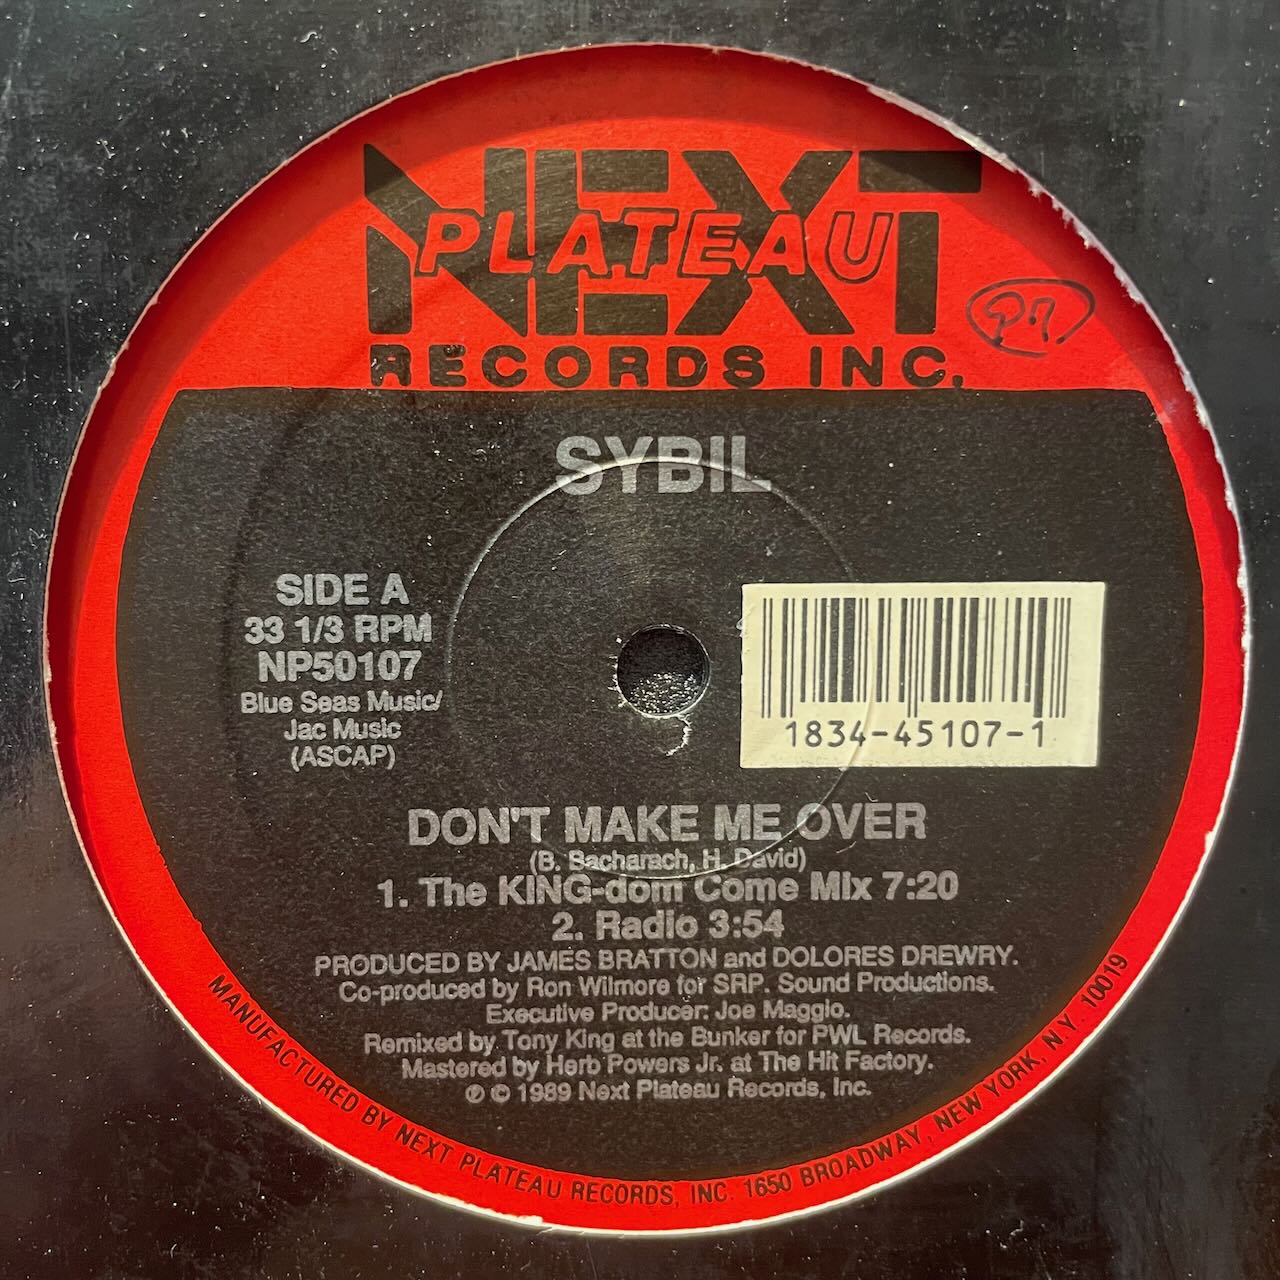 NEXT
PLATEAU
RECORDS INC.
SYBIL
SIDE A
33 1/3 RPM
NP50107
Blue Seas Music/
Jac Music
(ASCAP)
1834-45107-1
DON'T MAKE ME OVER
(B. Bacharach, H. David)
1. The KING-dom Come Mix 7:20
2. Radio 3:54
PRODUCED BY JAMES BRATTON and DOLORES DREWRY.
Co-produced by Ron Wilmore for SRP. Sound Productions.
Executive Producer: Joe Maggio.
Remixed by Tony King at the Bunker for PWL Records.
Mastered by Herb Powers Jr. at The Hit Factory.
℗ © 1989 Next Plateau Records, Inc.
MANUFACTURED BY NEXT PLATEAU RECORDS, INC. 1650 BROADWAY, NEW YORK, N.Y. 10019